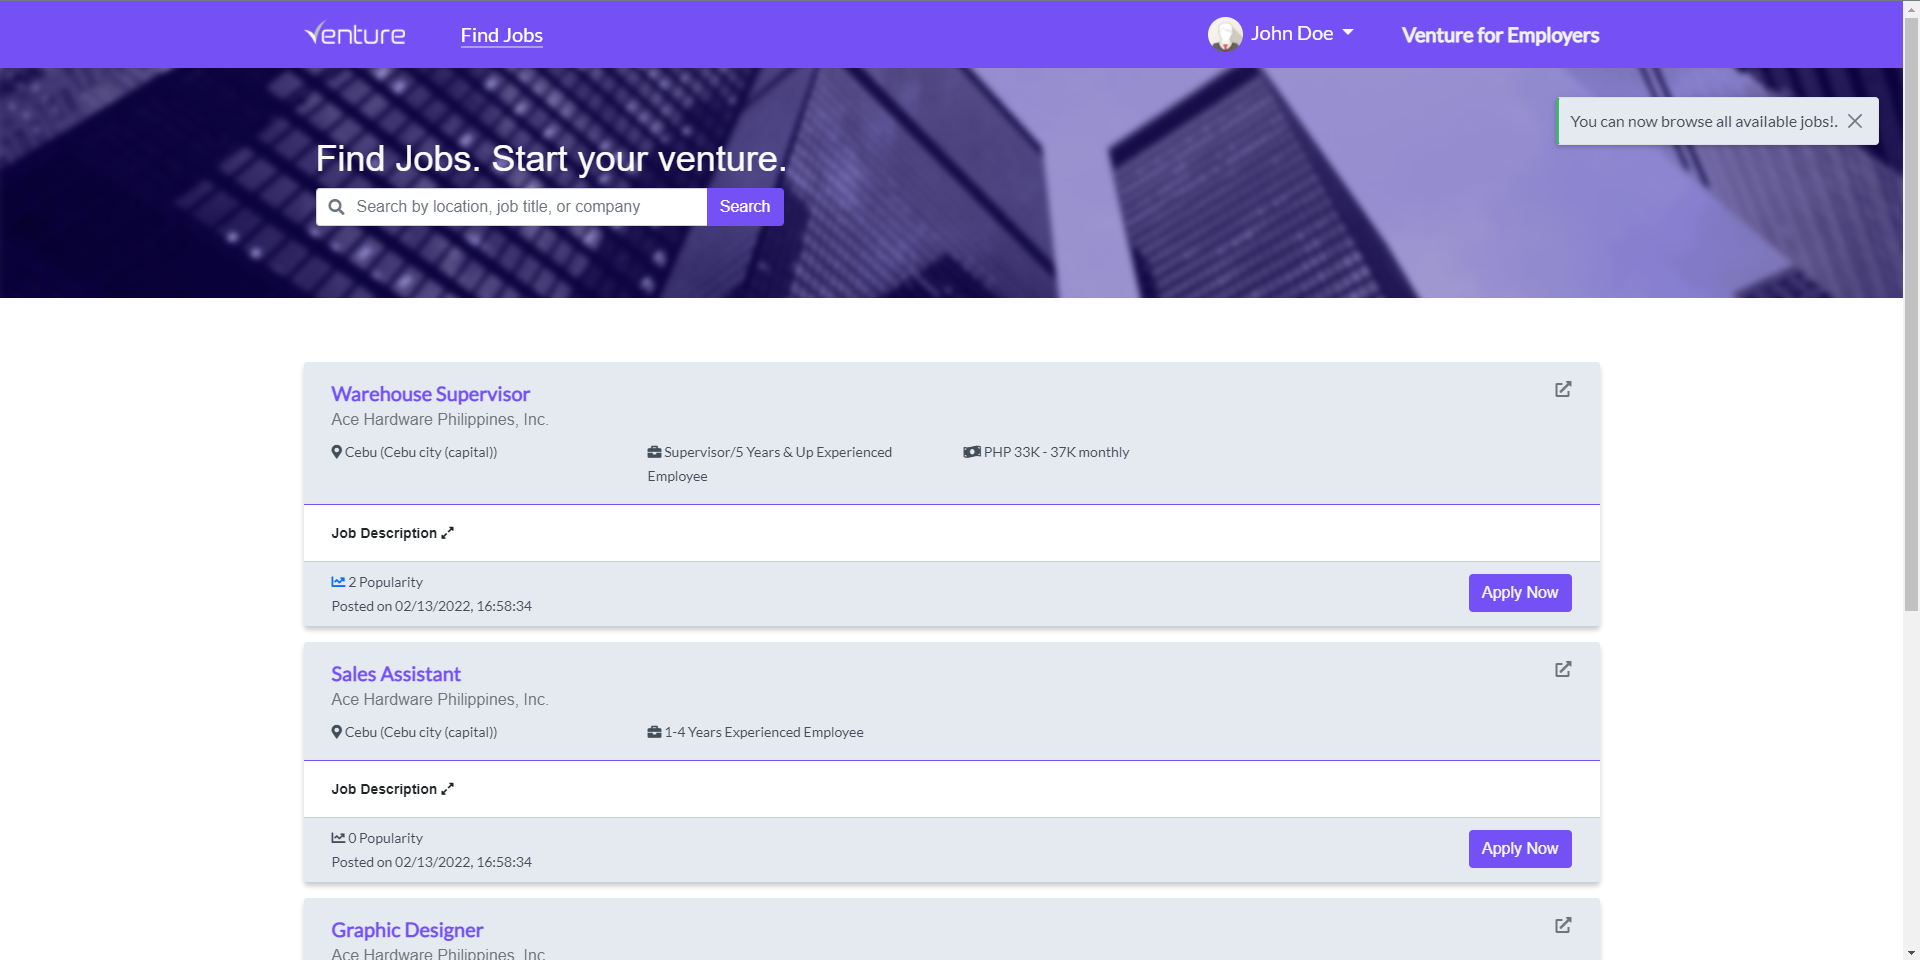 Venture
Find Jobs
John Doe
Venture for Employers
You can now browse all available jobs!.
Find Jobs. Start your venture.
Search by location, job title, or company
Search
Warehouse Supervisor
Ace Hardware Philippines, Inc.
Cebu (Cebu city (capital))
Supervisor/5 Years & Up Experienced
Employee
PHP 33K - 37K monthly
Job Description
2 Popularity
Posted on 02/13/2022, 16:58:34
Apply Now
Sales Assistant
Ace Hardware Philippines, Inc.
Cebu (Cebu city (capital))
1-4 Years Experienced Employee
Job Description
0 Popularity
Posted on 02/13/2022, 16:58:34
Apply Now
Graphic Designer
Ace Hardware Philippines, Inc.